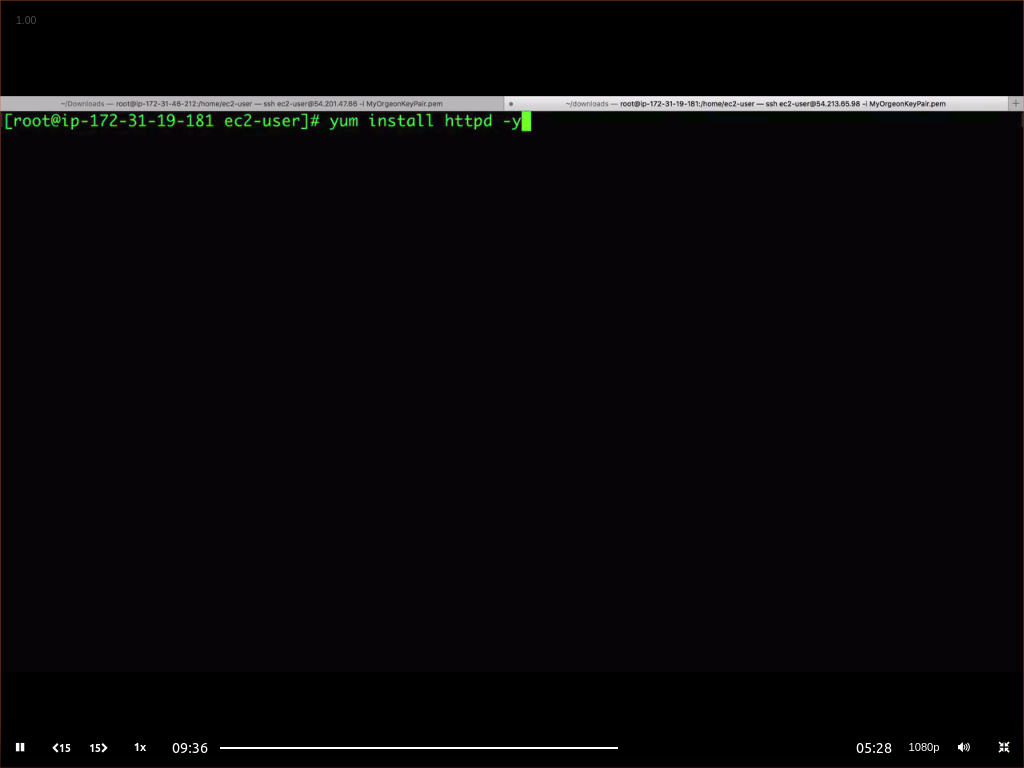 1.00
~/Downloads — root@ip-172-31-46-212:/home/ec2-user — ssh ec2-user@54.201.47.66 -i MyOrgeonKeyPair.pem
~/downloads — root@ip-172-31-19-181:/home/ec2-user — ssh ec2-user@54.213.65.98 -i MyOrgeonKeyPair.pem +
[root@ip-172-31-19-181 ec2-user]# yum install httpd -y
15 15 1x 09:36 05:28 1080p